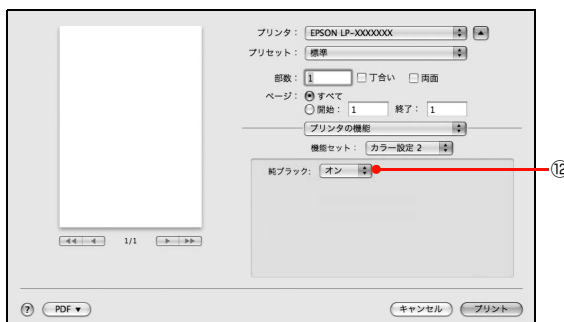 プリンタ： EPSON LP-XXXXXXX
プリセット： 標準
部数： 1 丁合い 両面
ページ： すべて
開始： 1 終了： 1
プリンタの機能
機能セット： カラー設定 2
純ブラック: オン
⑫
1/1
? PDF▼ キャンセル プリント